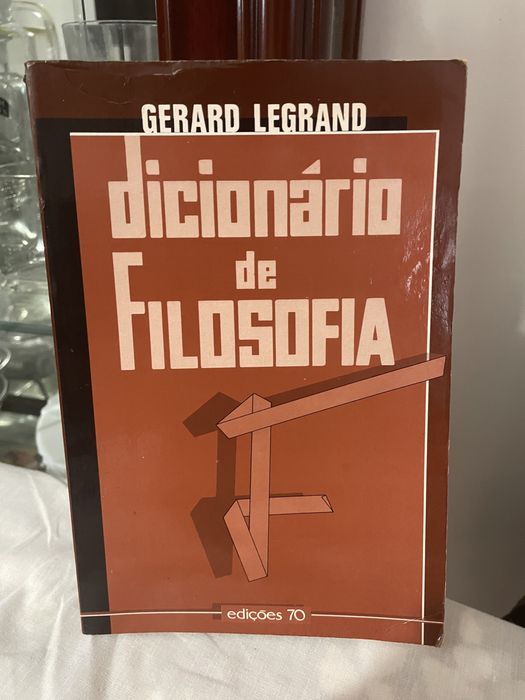 GERARD LEGRAND
dicionário
de
FILOSOFIA
edições 70